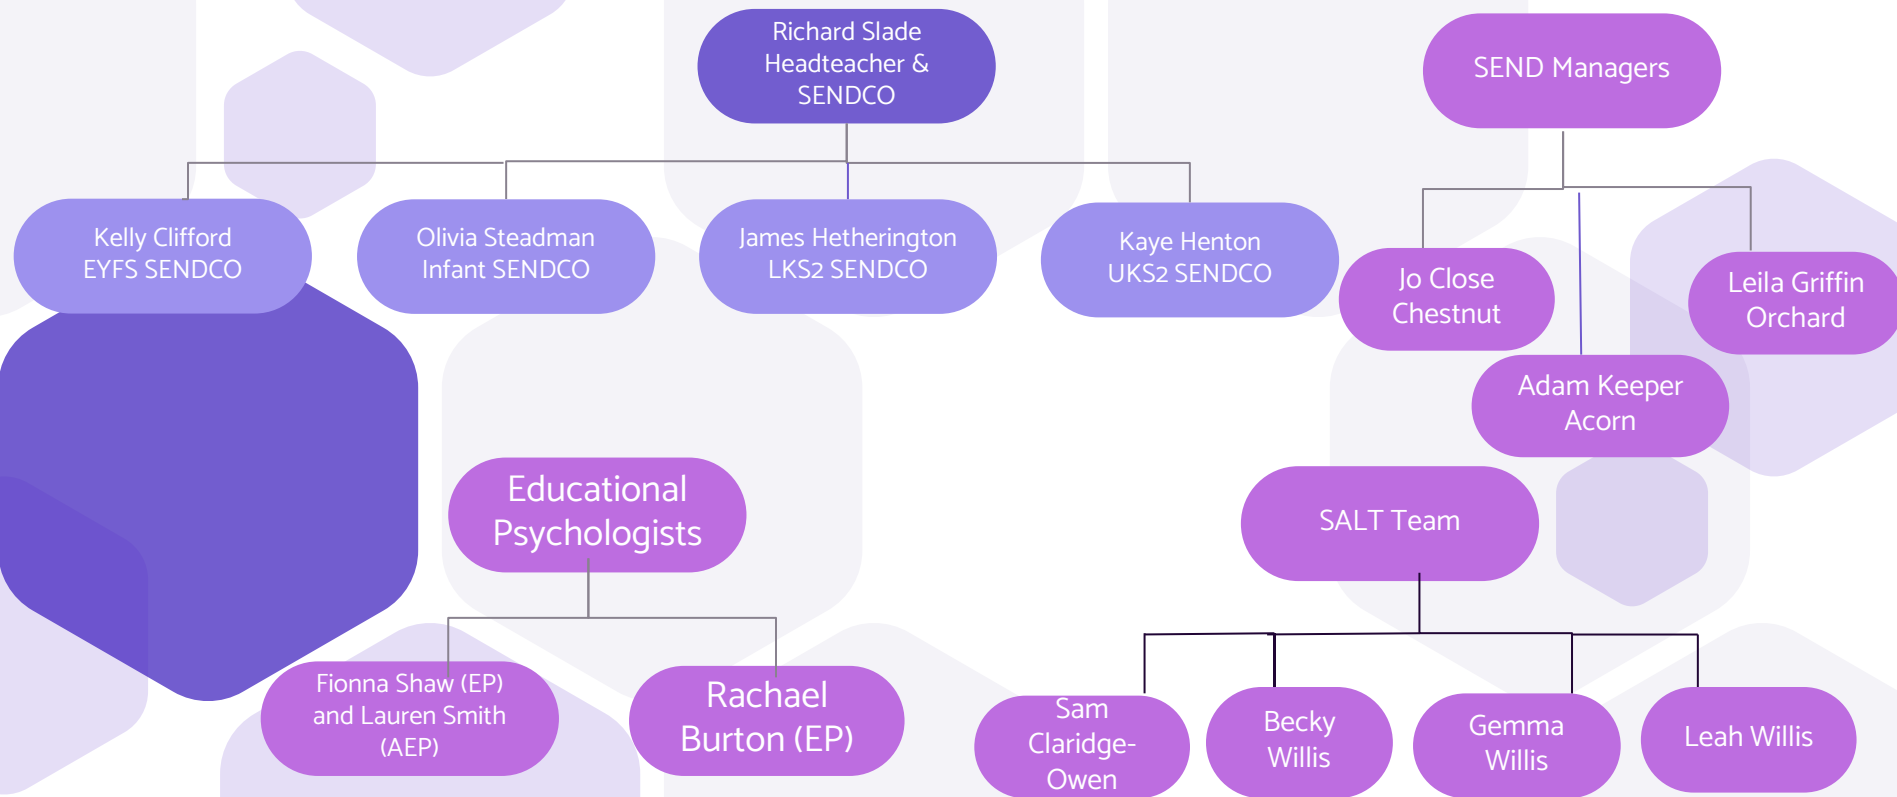 Richard Slade
Headteacher &
SENDCO
SEND Managers
Kelly Clifford
EYFS SENDCO
Olivia Steadman
Infant SENDCO
James Hetherington
LKS2 SENDCO
Kaye Henton
UKS2 SENDCO
Jo Close
Chestnut
Leila Griffin
Orchard
Adam Keeper
Acorn
Educational
Psychologists
SALT Team
Fionna Shaw (EP)
and Lauren Smith
(AEP)
Rachael
Burton (EP)
Sam
Claridge-
Owen
Becky
Willis
Gemma
Willis
Leah Willis